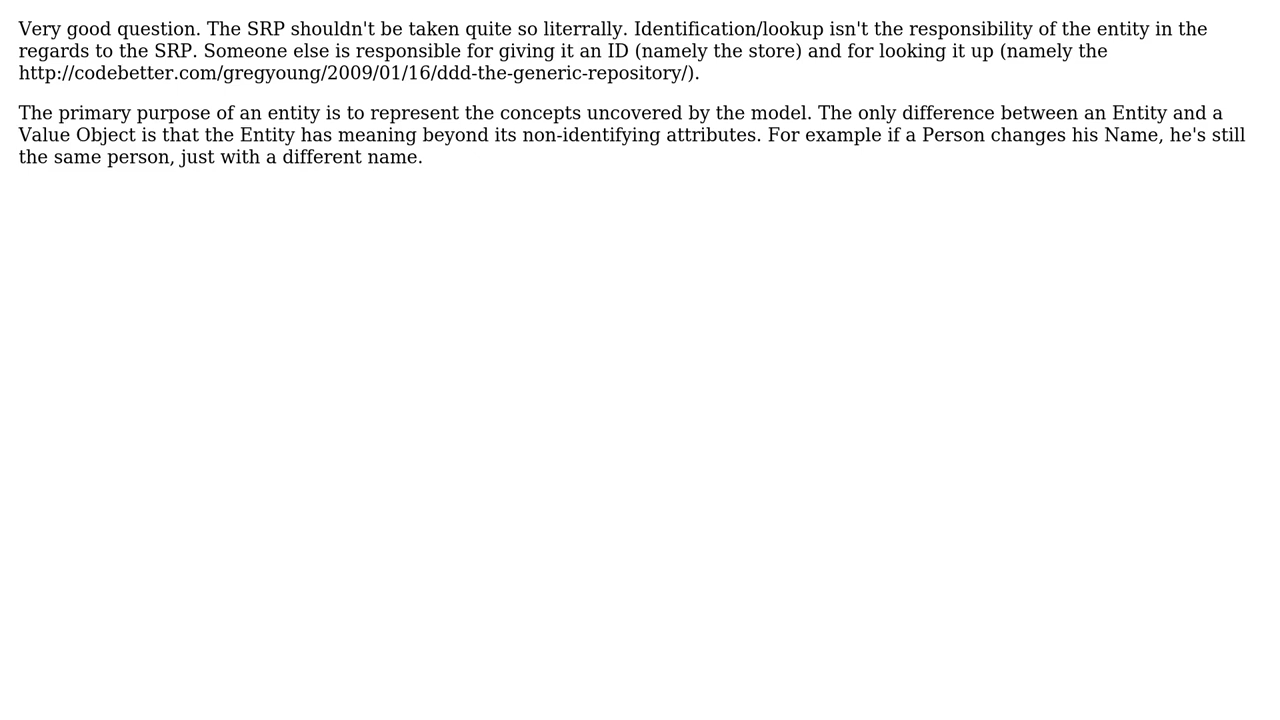 Very good question. The SRP shouldn't be taken quite so literrally. Identification/lookup isn't the responsibility of the entity in the
regards to the SRP. Someone else is responsible for giving it an ID (namely the store) and for looking it up (namely the
http://codebetter.com/gregyoung/2009/01/16/ddd-the-generic-repository/).
The primary purpose of an entity is to represent the concepts uncovered by the model. The only difference between an Entity and a
Value Object is that the Entity has meaning beyond its non-identifying attributes. For example if a Person changes his Name, he's still
the same person, just with a different name.